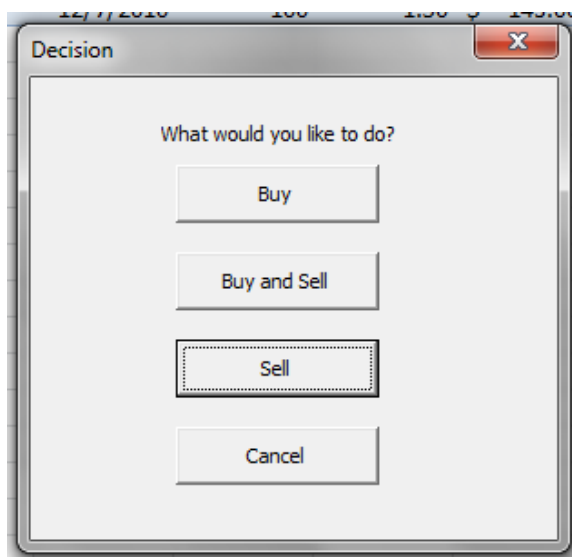 Decision
X
What would you like to do?
Buy
Buy and Sell
Sell
Cancel